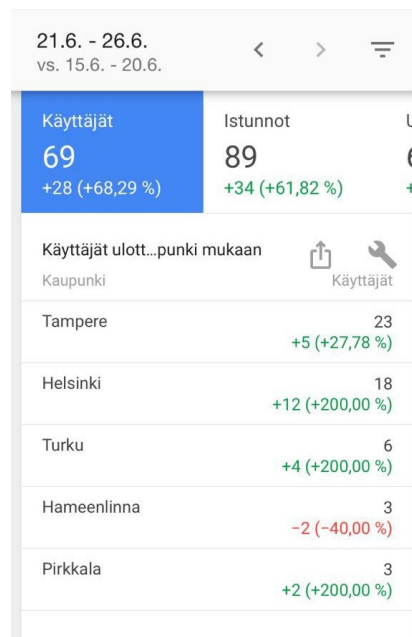 21.6. - 26.6.
vs. 15.6. - 20.6.
Käyttäjät
69
+28 (+68,29 %)
Istunnot
89
+34 (+61,82 %)
Käyttäjät ulott…punki mukaan
Kaupunki Käyttäjät
Tampere 23
+5 (+27,78 %)
Helsinki 18
+12 (+200,00 %)
Turku 6
+4 (+200,00 %)
Hameenlinna 3
−2 (−40,00 %)
Pirkkala 3
+2 (+200,00 %)